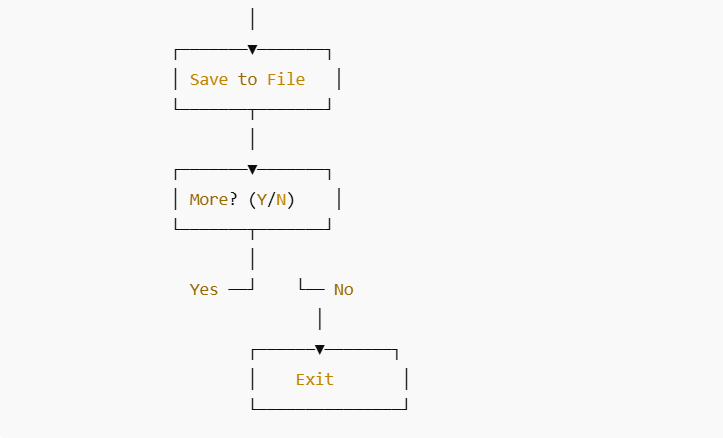 Save to File
More? (Y/N)
Yes No
Exit